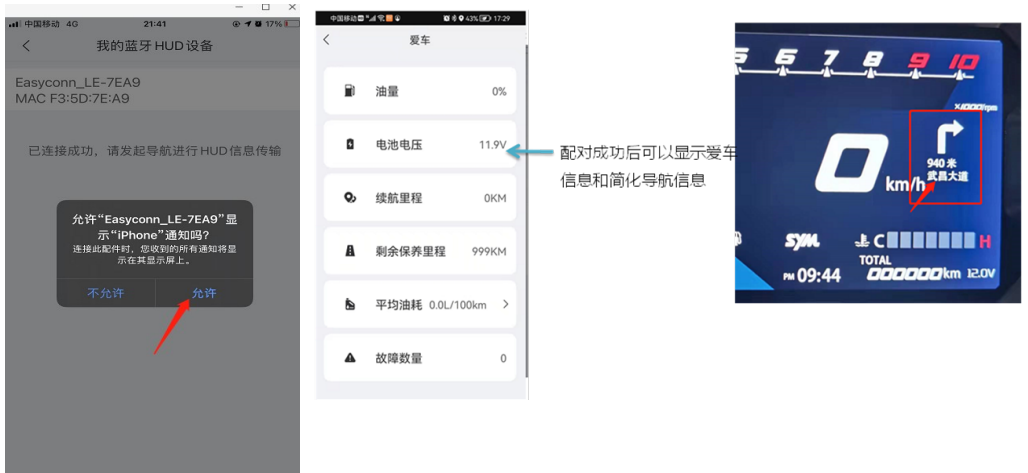 中国移动 4G
21:41
17%
我的蓝牙 HUD 设备
Easyconn_LE-7EA9
MAC F3:5D:7E:A9
已连接成功，请发起导航进行 HUD 信息传输
允许“Easyconn_LE-7EA9”显
示“iPhone”通知吗?
连接此配件时，您收到的所有通知将显
示在其显示屏上。
不允许
允许
中国移动
43%
17:29
爱车
油量
0%
电池电压
11.9V
续航里程
0KM
剩余保养里程
999KM
平均油耗
0.0L/100km
故障数量
0
配对成功后可以显示爱车
信息和简化导航信息
5 6 7 8 9 10
X1000rpm
0 km/h
940 米
武昌大道
SYM
C
H
TOTAL
PM 09:44
000000 km
12.0V